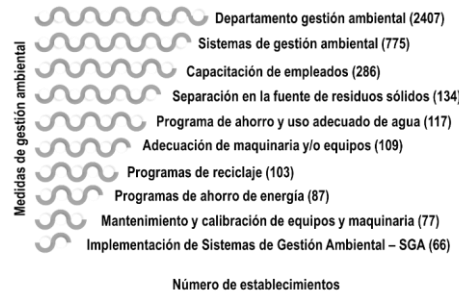 Medidas de gestión ambiental
Departamento gestión ambiental (2407)
Sistemas de gestión ambiental (775)
Capacitación de empleados (286)
Separación en la fuente de residuos sólidos (134)
Programa de ahorro y uso adecuado de agua (117)
Adecuación de maquinaria y/o equipos (109)
Programas de reciclaje (103)
Programas de ahorro de energía (87)
Mantenimiento y calibración de equipos y maquinaria (77)
Implementación de Sistemas de Gestión Ambiental – SGA (66)
Número de establecimientos